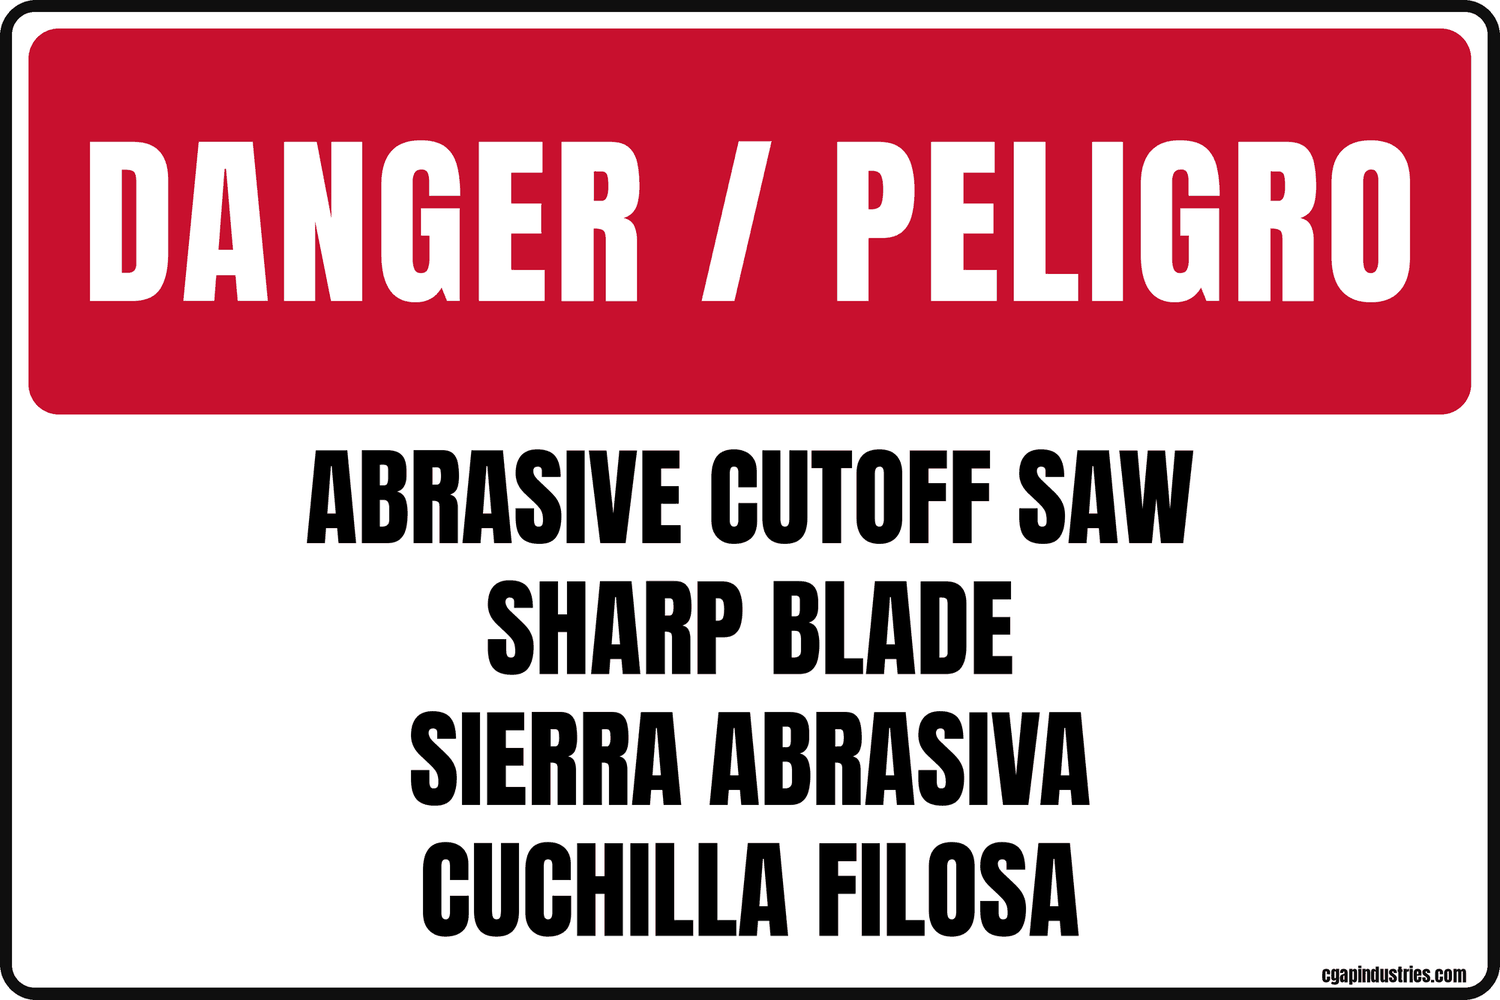 DANGER / PELIGRO
ABRASIVE CUTOFF SAW
SHARP BLADE
SIERRA ABRASIVA
CUCHILLA FILOSA
cgapindustries.com